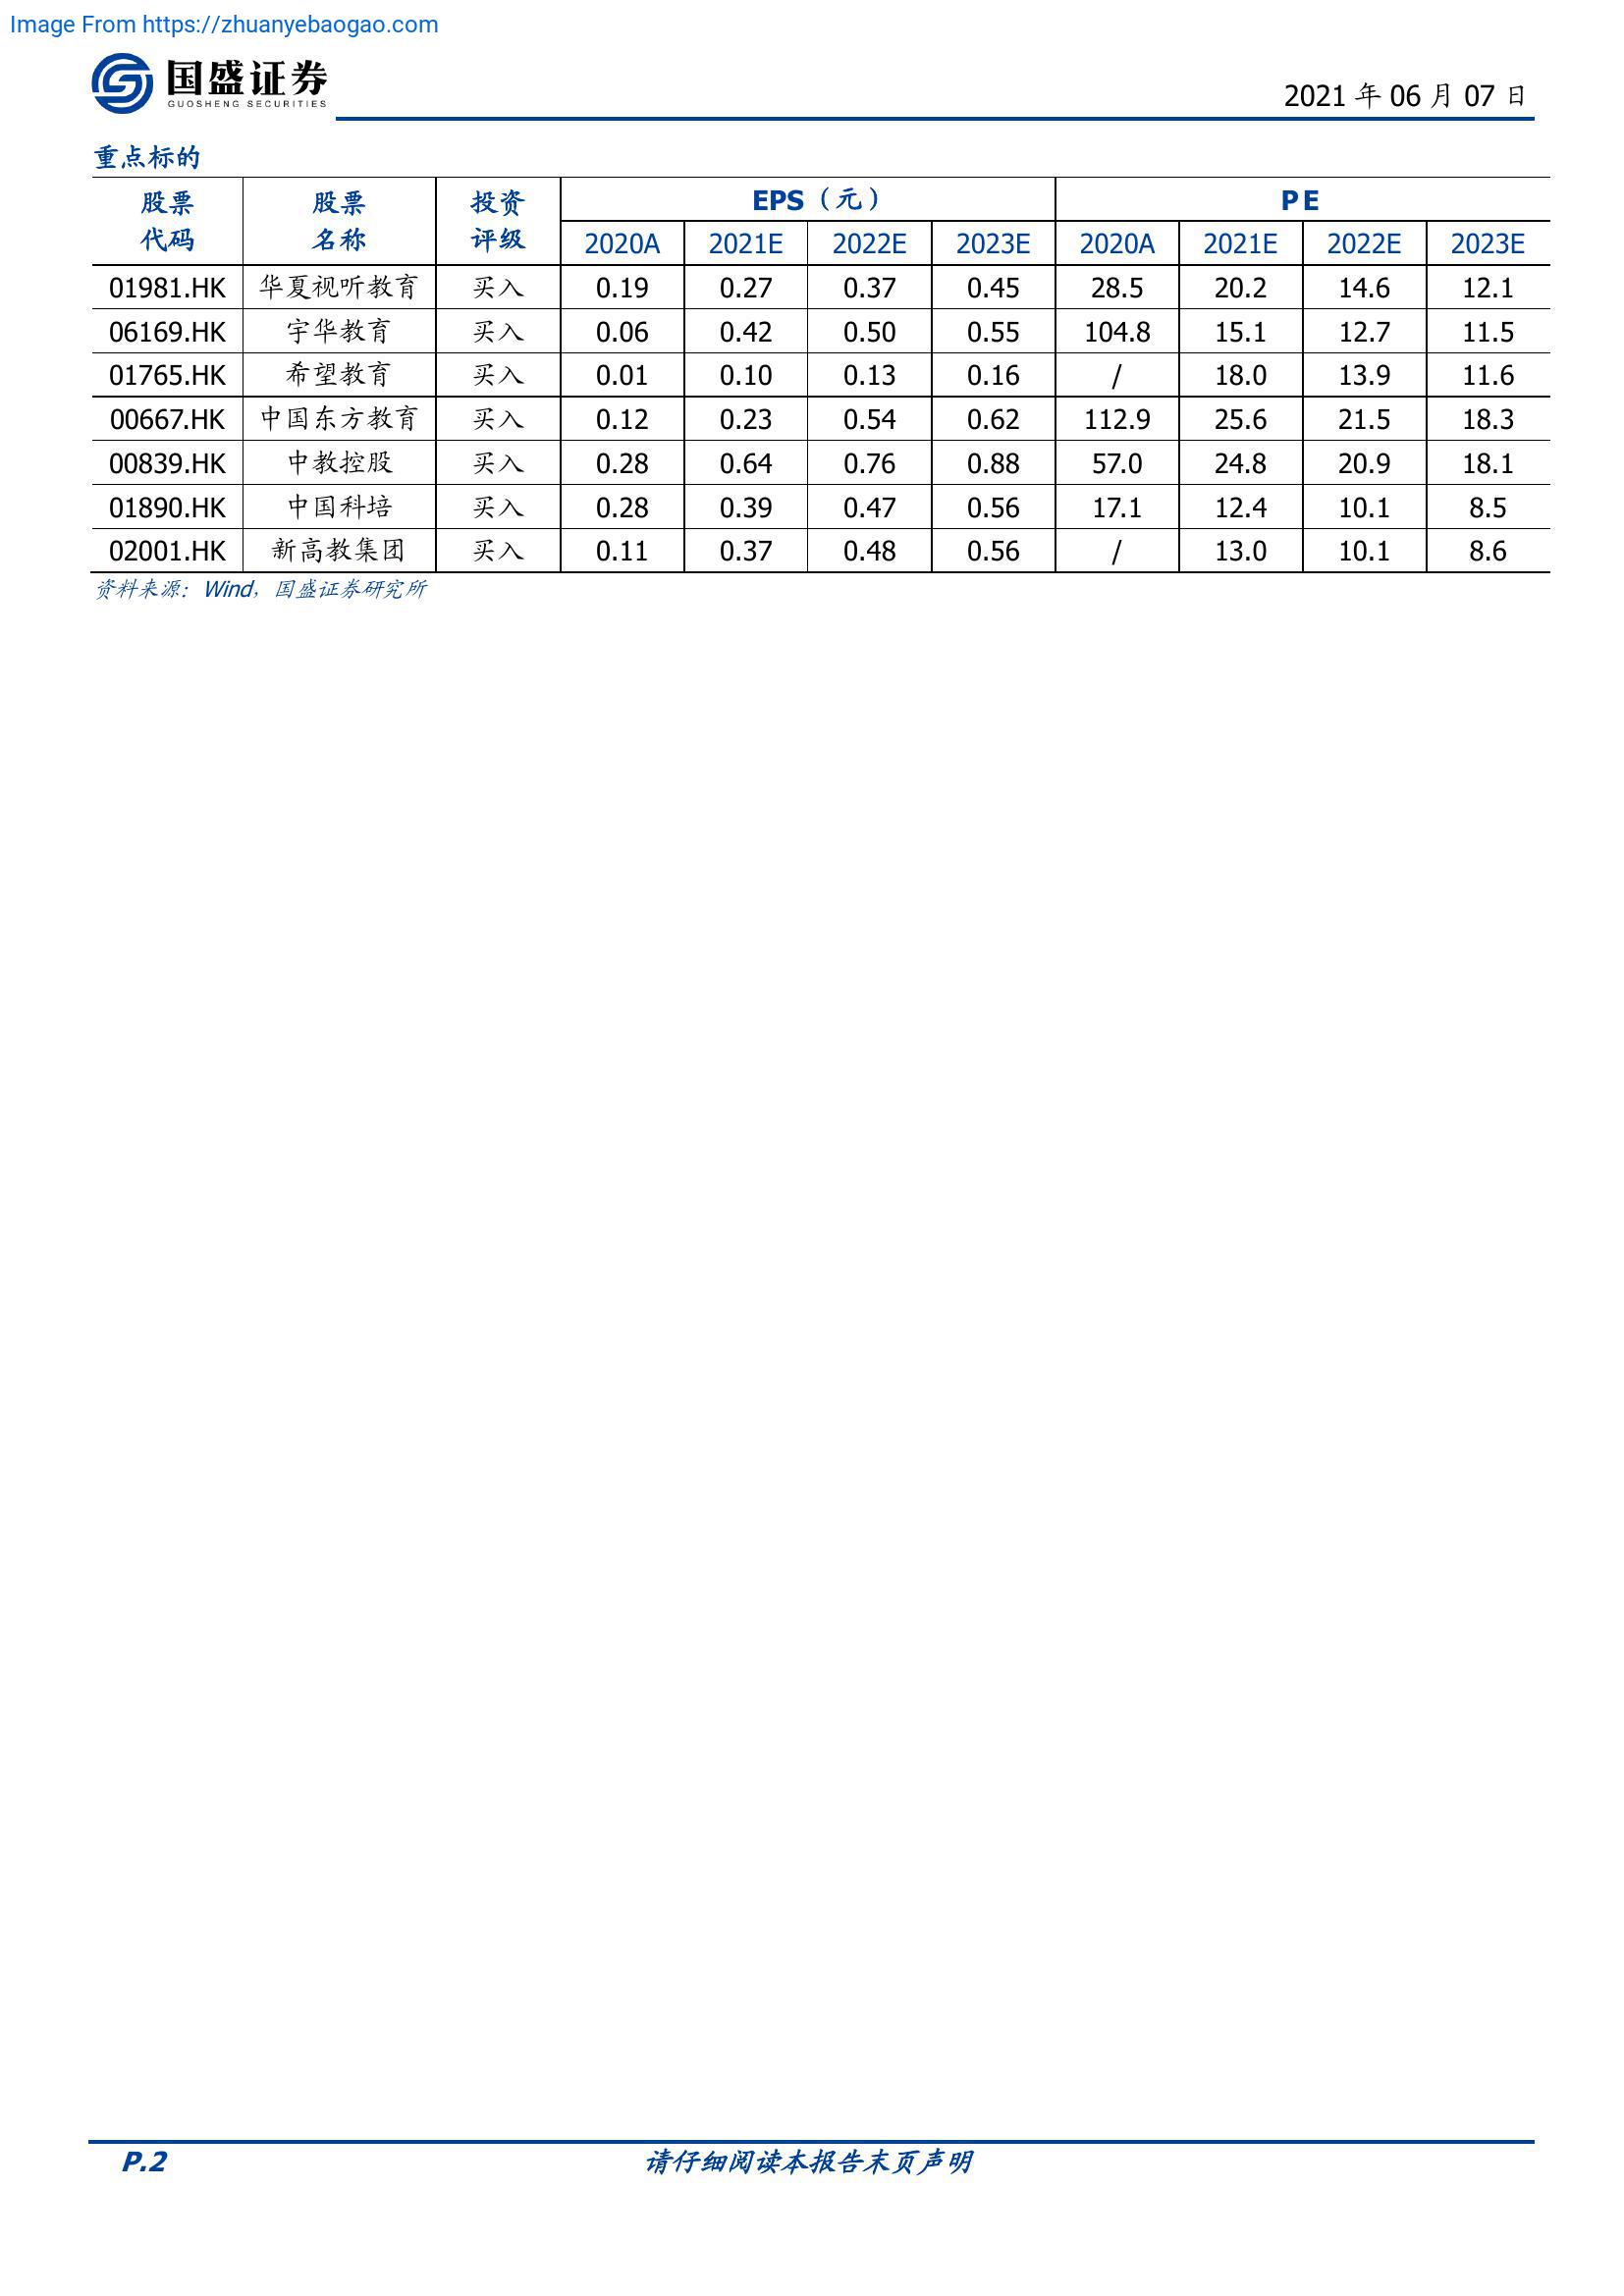 Image From https://zhuanyebaogao.com
国盛证券
GUOSHENG SECURITIES
2021 年 06 月 07 日
重点标的
股票 股票 投资 EPS（元） PE
代码 名称 评级 2020A 2021E 2022E 2023E 2020A 2021E 2022E 2023E
01981.HK 华夏视听教育 买入 0.19 0.27 0.37 0.45 28.5 20.2 14.6 12.1
06169.HK 宇华教育 买入 0.06 0.42 0.50 0.55 104.8 15.1 12.7 11.5
01765.HK 希望教育 买入 0.01 0.10 0.13 0.16 / 18.0 13.9 11.6
00667.HK 中国东方教育 买入 0.12 0.23 0.54 0.62 112.9 25.6 21.5 18.3
00839.HK 中教控股 买入 0.28 0.64 0.76 0.88 57.0 24.8 20.9 18.1
01890.HK 中国科培 买入 0.28 0.39 0.47 0.56 17.1 12.4 10.1 8.5
02001.HK 新高教集团 买入 0.11 0.37 0.48 0.56 / 13.0 10.1 8.6
资料来源：Wind，国盛证券研究所
P.2 请仔细阅读本报告末页声明